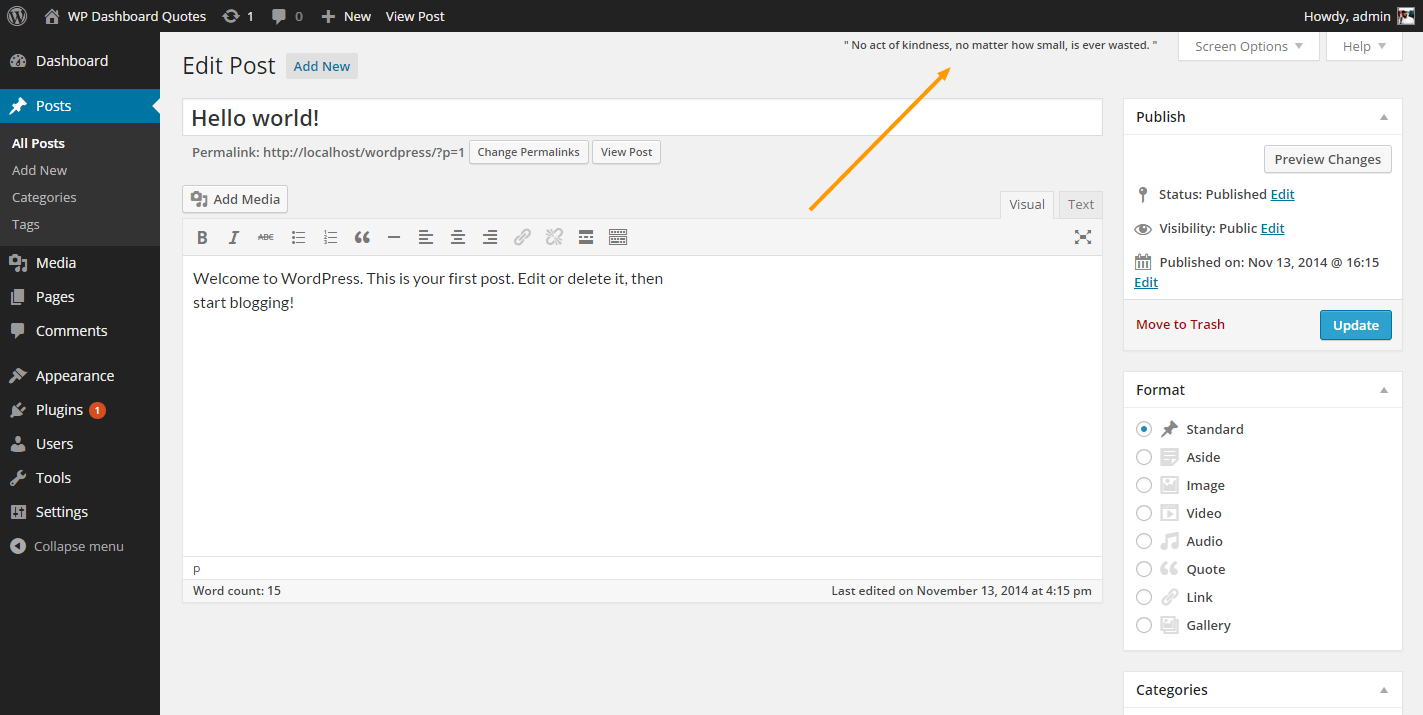 WP Dashboard Quotes 1 0 New View Post Howdy, admin
" No act of kindness, no matter how small, is ever wasted. " Screen Options Help
Dashboard
Posts
All Posts
Add New
Categories
Tags
Media
Pages
Comments
Appearance
Plugins 1
Users
Tools
Settings
Collapse menu
Edit Post Add New
Hello world!
Permalink: http://localhost/wordpress/?p=1 Change Permalinks View Post
Add Media
Visual Text
B I ABC
Welcome to WordPress. This is your first post. Edit or delete it, then
start blogging!
p
Word count: 15 Last edited on November 13, 2014 at 4:15 pm
Publish
Preview Changes
Status: Published Edit
Visibility: Public Edit
Published on: Nov 13, 2014 @ 16:15
Edit
Move to Trash Update
Format
Standard
Aside
Image
Video
Audio
Quote
Link
Gallery
Categories